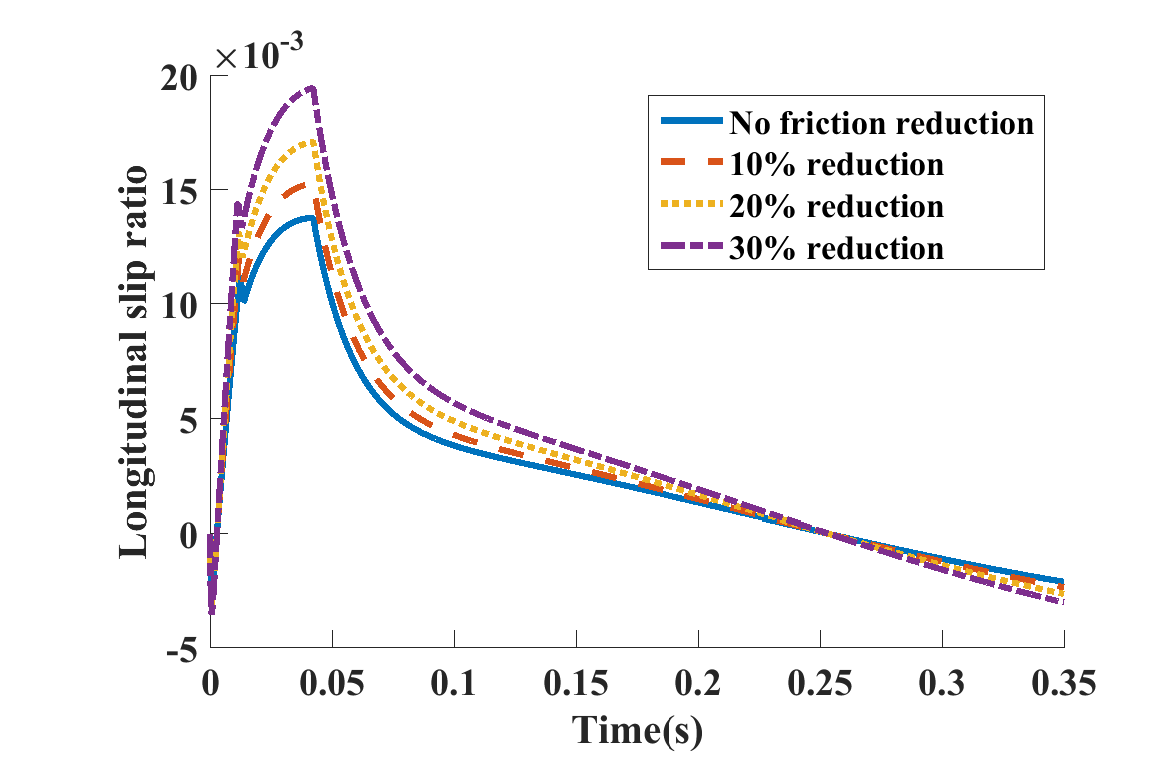 ×10-3
20
15
10
5
0
-5
Longitudinal slip ratio
No friction reduction
10% reduction
20% reduction
30% reduction
0 0.05 0.1 0.15 0.2 0.25 0.3 0.35
Time(s)